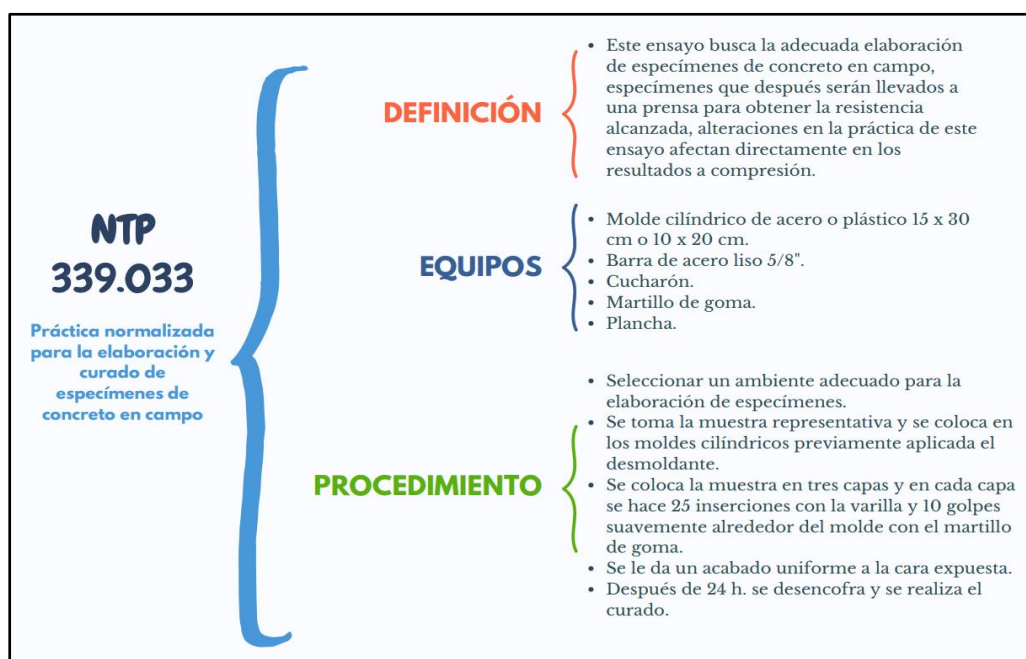 NTP
339.033
Práctica normalizada
para la elaboración y
curado de
especímenes de
concreto en campo
DEFINICIÓN
• Este ensayo busca la adecuada elaboración
de especímenes de concreto en campo,
especímenes que después serán llevados a
una prensa para obtener la resistencia
alcanzada, alteraciones en la práctica de este
ensayo afectan directamente en los
resultados a compresión.
EQUIPOS
• Molde cilíndrico de acero o plástico 15 x 30
cm o 10 x 20 cm.
• Barra de acero liso 5/8".
• Cucharón.
• Martillo de goma.
• Plancha.
PROCEDIMIENTO
• Seleccionar un ambiente adecuado para la
elaboración de especímenes.
• Se toma la muestra representativa y se coloca en
los moldes cilíndricos previamente aplicada el
desmoldante.
• Se coloca la muestra en tres capas y en cada capa
se hace 25 inserciones con la varilla y 10 golpes
suavemente alrededor del molde con el martillo
de goma.
• Se le da un acabado uniforme a la cara expuesta.
• Después de 24 h. se desencofra y se realiza el
curado.